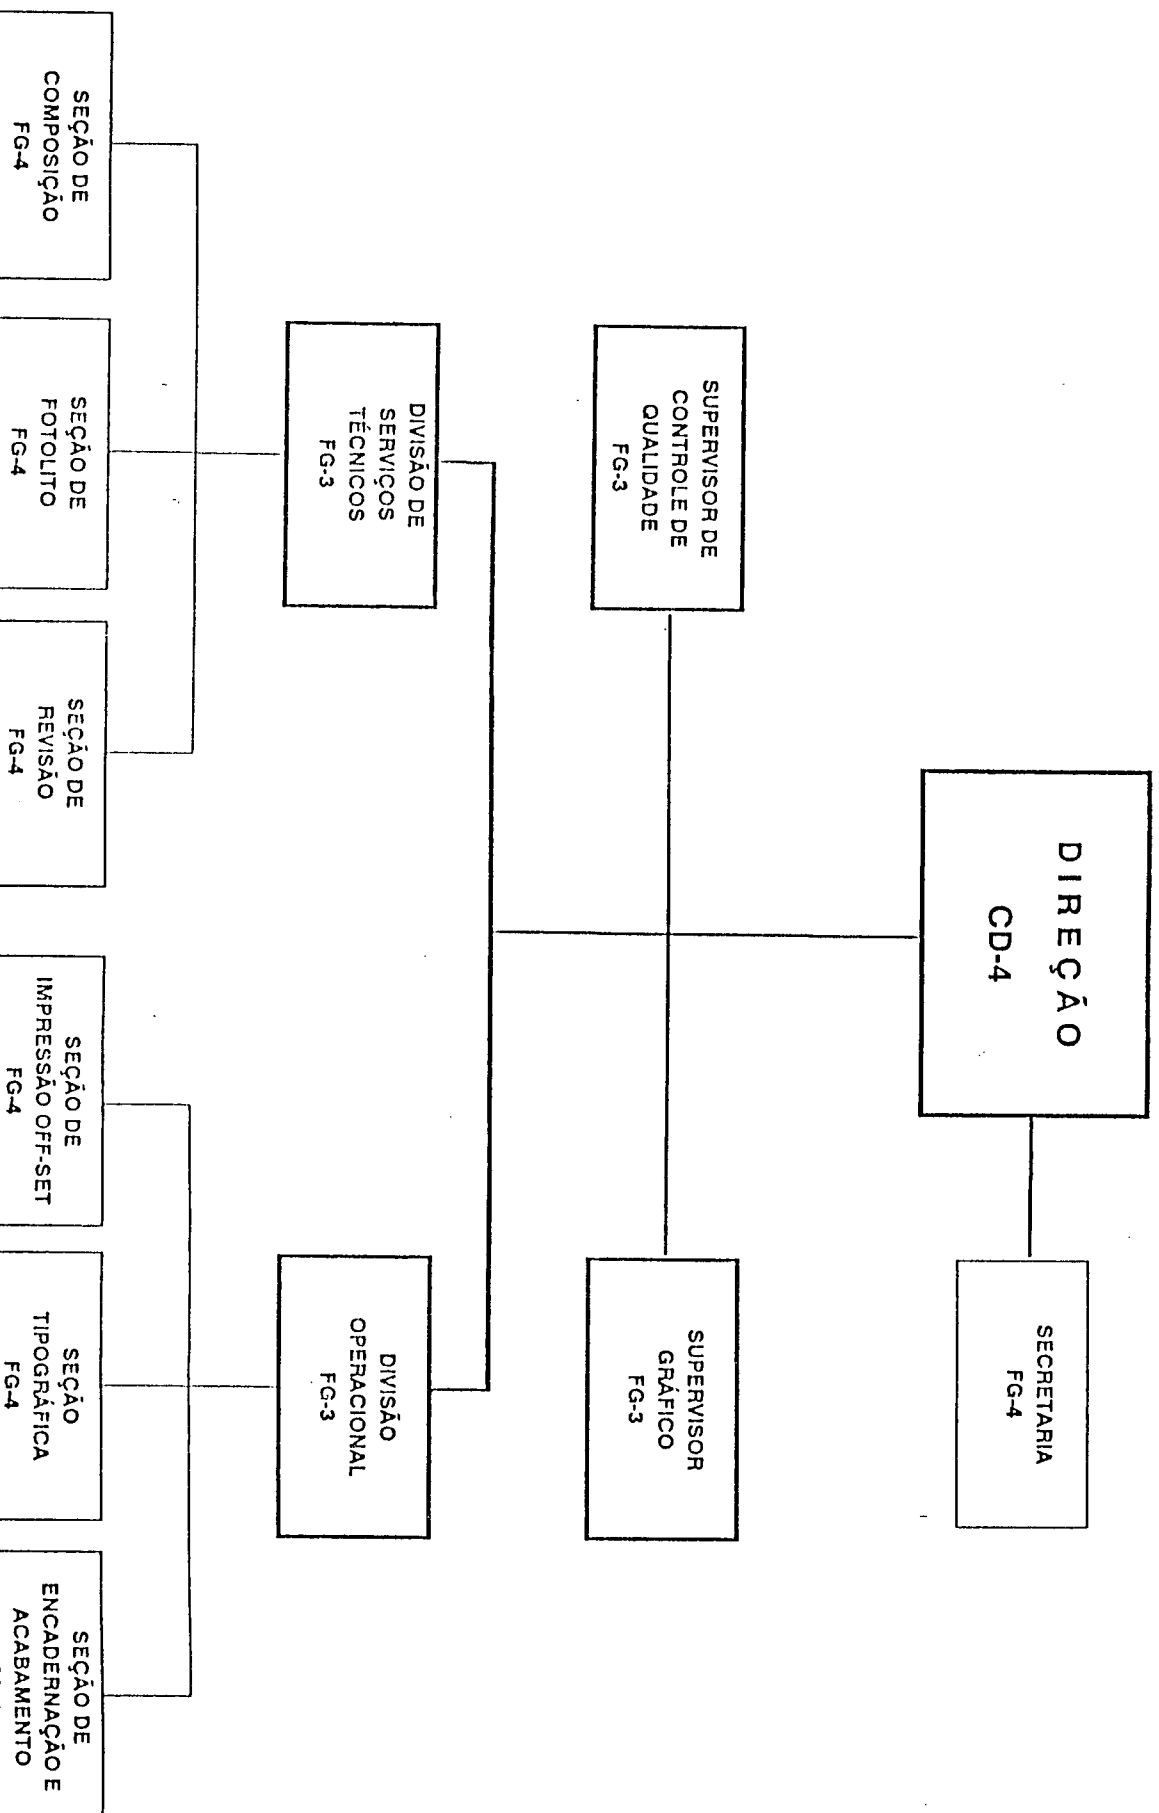 DIREÇÃO
CD-4
SECRETARIA
FG-4
SUPERVISOR DE
CONTROLE DE
QUALIDADE
FG-3
SUPERVISOR
GRÁFICO
FG-3
DIVISÃO DE
SERVIÇOS
TÉCNICOS
FG-3
DIVISÃO
OPERACIONAL
FG-3
SEÇÃO DE
COMPOSIÇÃO
FG-4
SEÇÃO DE
FOTOLITO
FG-4
SEÇÃO DE
REVISÃO
FG-4
SEÇÃO DE
IMPRESSÃO OFF-SET
FG-4
SEÇÃO
TIPOGRÁFICA
FG-4
SEÇÃO DE
ENCADERNAÇÃO E
ACABAMENTO